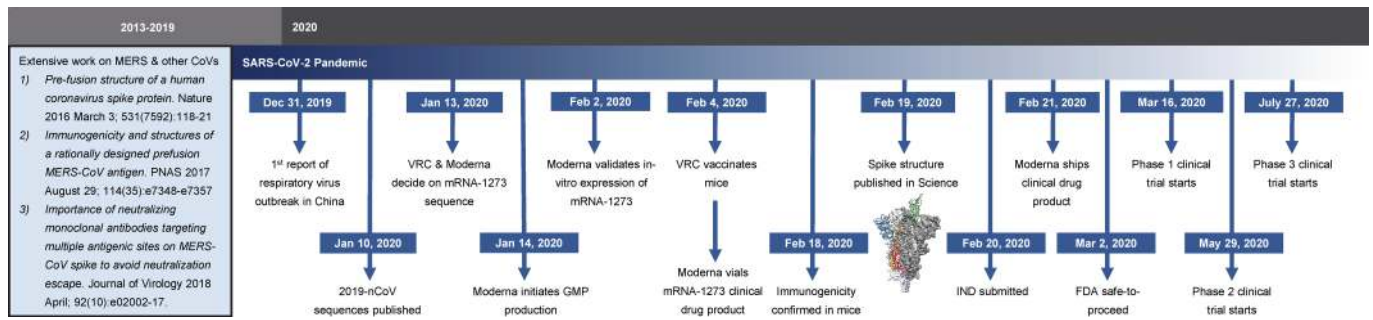 2013-2019
2020
Extensive work on MERS & other CoVs
1) Pre-fusion structure of a human
coronavirus spike protein. Nature
2016 March 3; 531(7592):118-21
2) Immunogenicity and structures of
a rationally designed prefusion
MERS-CoV antigen. PNAS 2017
August 29; 114(35):e7348-e7357
3) Importance of neutralizing
monoclonal antibodies targeting
multiple antigenic sites on MERS-
CoV spike to avoid neutralization
escape. Journal of Virology 2018
April; 92(10):e02002-17.
SARS-CoV-2 Pandemic
Dec 31, 2019
1st report of
respiratory virus
outbreak in China
Jan 10, 2020
2019-nCoV
sequences published
Jan 13, 2020
VRC & Moderna
decide on mRNA-1273
sequence
Jan 14, 2020
Moderna initiates GMP
production
Feb 2, 2020
Moderna validates in-
vitro expression of
mRNA-1273
Feb 4, 2020
VRC vaccinates
mice
Moderna vials
mRNA-1273 clinical
drug product
Feb 18, 2020
Immunogenicity
confirmed in mice
Feb 19, 2020
Spike structure
published in Science
Feb 20, 2020
IND submitted
Feb 21, 2020
Moderna ships
clinical drug
product
Mar 2, 2020
FDA safe-to-
proceed
Mar 16, 2020
Phase 1 clinical
trial starts
May 29, 2020
Phase 2 clinical
trial starts
July 27, 2020
Phase 3 clinical
trial starts